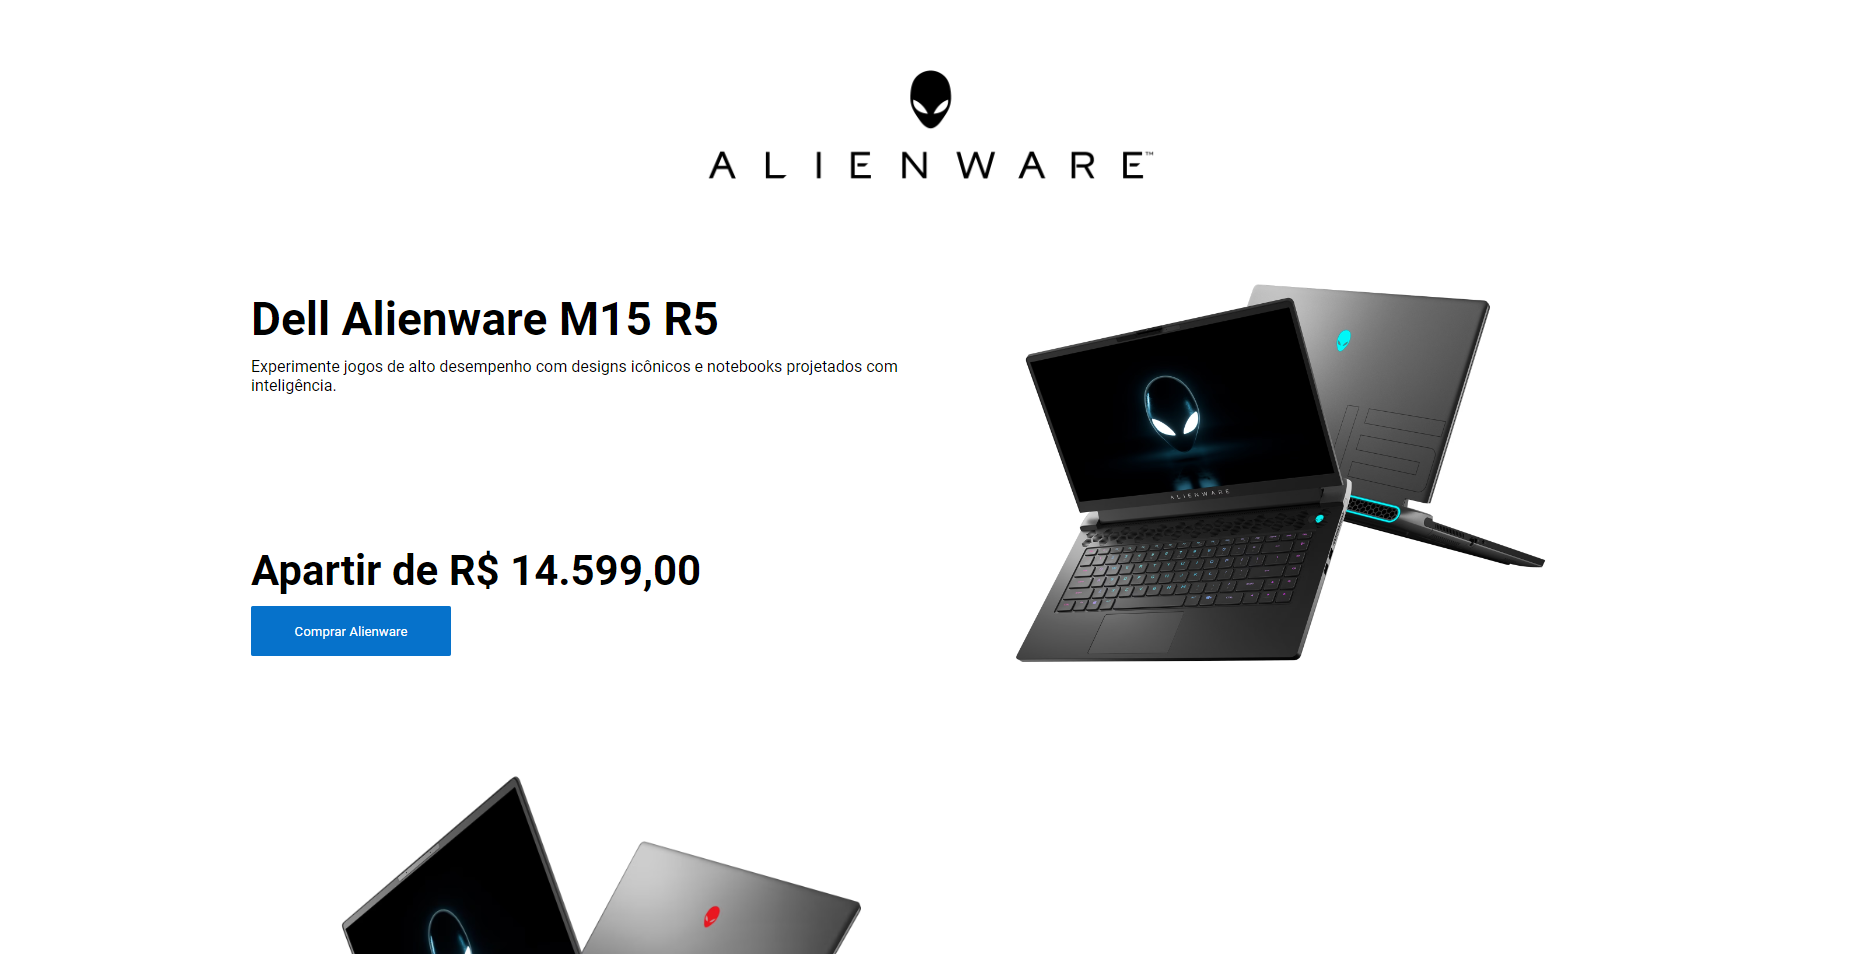 ALIENWARE™
Dell Alienware M15 R5
Experimente jogos de alto desempenho com designs icônicos e notebooks projetados com
inteligência.
ALIENWARE
Apartir de R$ 14.599,00
Comprar Alienware